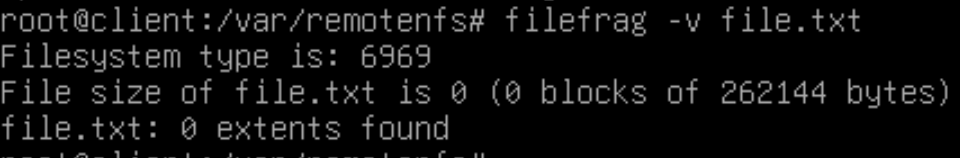 root@client:/var/remotenfs# filefrag -v file.txt
Filesystem type is: 6969
File size of file.txt is 0 (0 blocks of 262144 bytes)
file.txt: 0 extents found